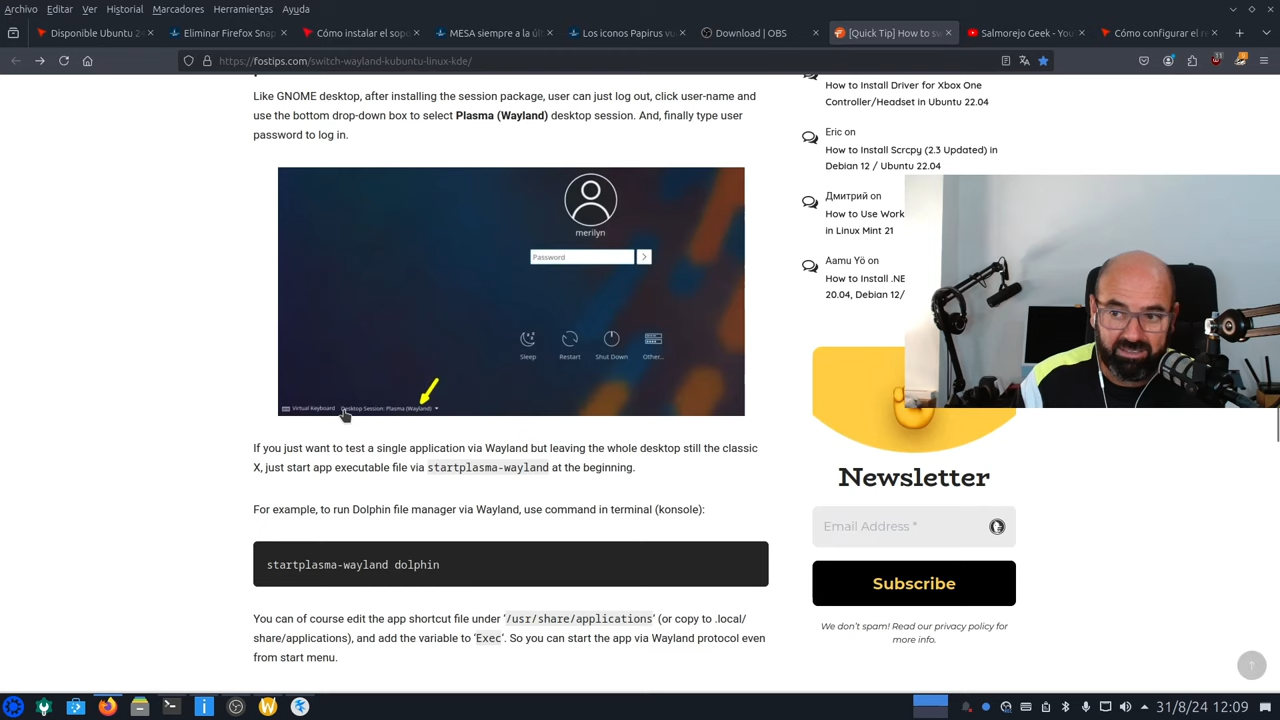 Archivo Editar Ver Historial Marcadores Herramientas Ayuda
Disponible Ubuntu 24
Eliminar Firefox Snap
Cómo instalar el sopo
MESA siempre a la últ
Los iconos Papirus vu
Download | OBS
[Quick Tip] How to sw
Salmorejo Geek - You
Cómo configurar el re
https://fostips.com/switch-wayland-kubuntu-linux-kde/
11
Like GNOME desktop, after installing the session package, user can just log out, click user-name and
use the bottom drop-down box to select Plasma (Wayland) desktop session. And, finally type user
password to log in.
merilyn
Password
Sleep Restart Shut Down Other...
Virtual Keyboard Desktop Session: Plasma (Wayland)
If you just want to test a single application via Wayland but leaving the whole desktop still the classic
X, just start app executable file via startplasma-wayland at the beginning.
For example, to run Dolphin file manager via Wayland, use command in terminal (konsole):
startplasma-wayland dolphin
You can of course edit the app shortcut file under '/usr/share/applications' (or copy to .local/
share/applications), and add the variable to 'Exec'. So you can start the app via Wayland protocol even
from start menu.
How to Install Driver for Xbox One
Controller/Headset in Ubuntu 22.04
Eric on
How to Install Scrcpy (2.3 Updated) in
Debian 12 / Ubuntu 22.04
Дмитрий on
How to Use Work
in Linux Mint 21
Aamu Yö on
How to Install .NE
20.04, Debian 12/
Newsletter
Email Address *
Subscribe
We don't spam! Read our privacy policy for
more info.
31/8/24 12:09